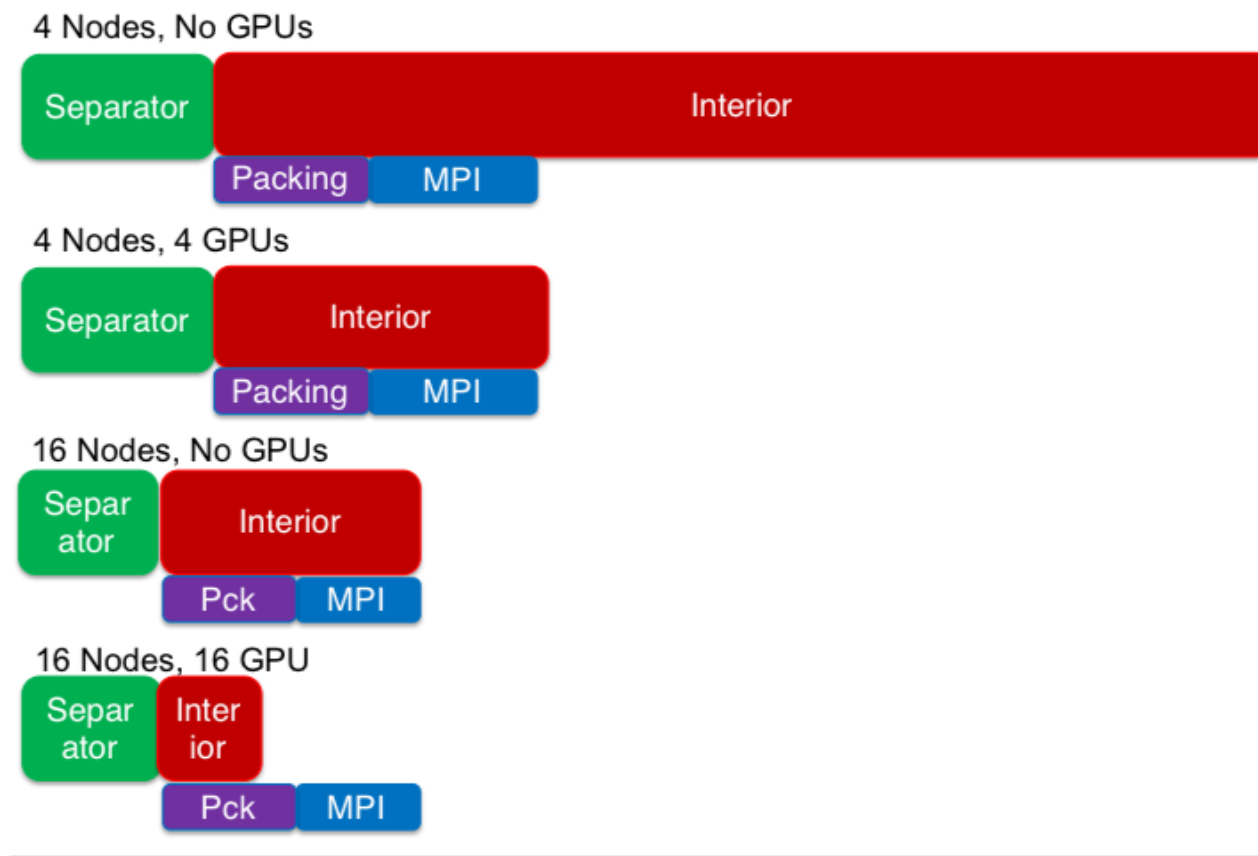 4 Nodes, No GPUs
Separator Interior
Packing MPI
4 Nodes, 4 GPUs
Separator Interior
Packing MPI
16 Nodes, No GPUs
Separ
ator
Interior
Pck MPI
16 Nodes, 16 GPU
Separ
ator
Inter
ior
Pck MPI